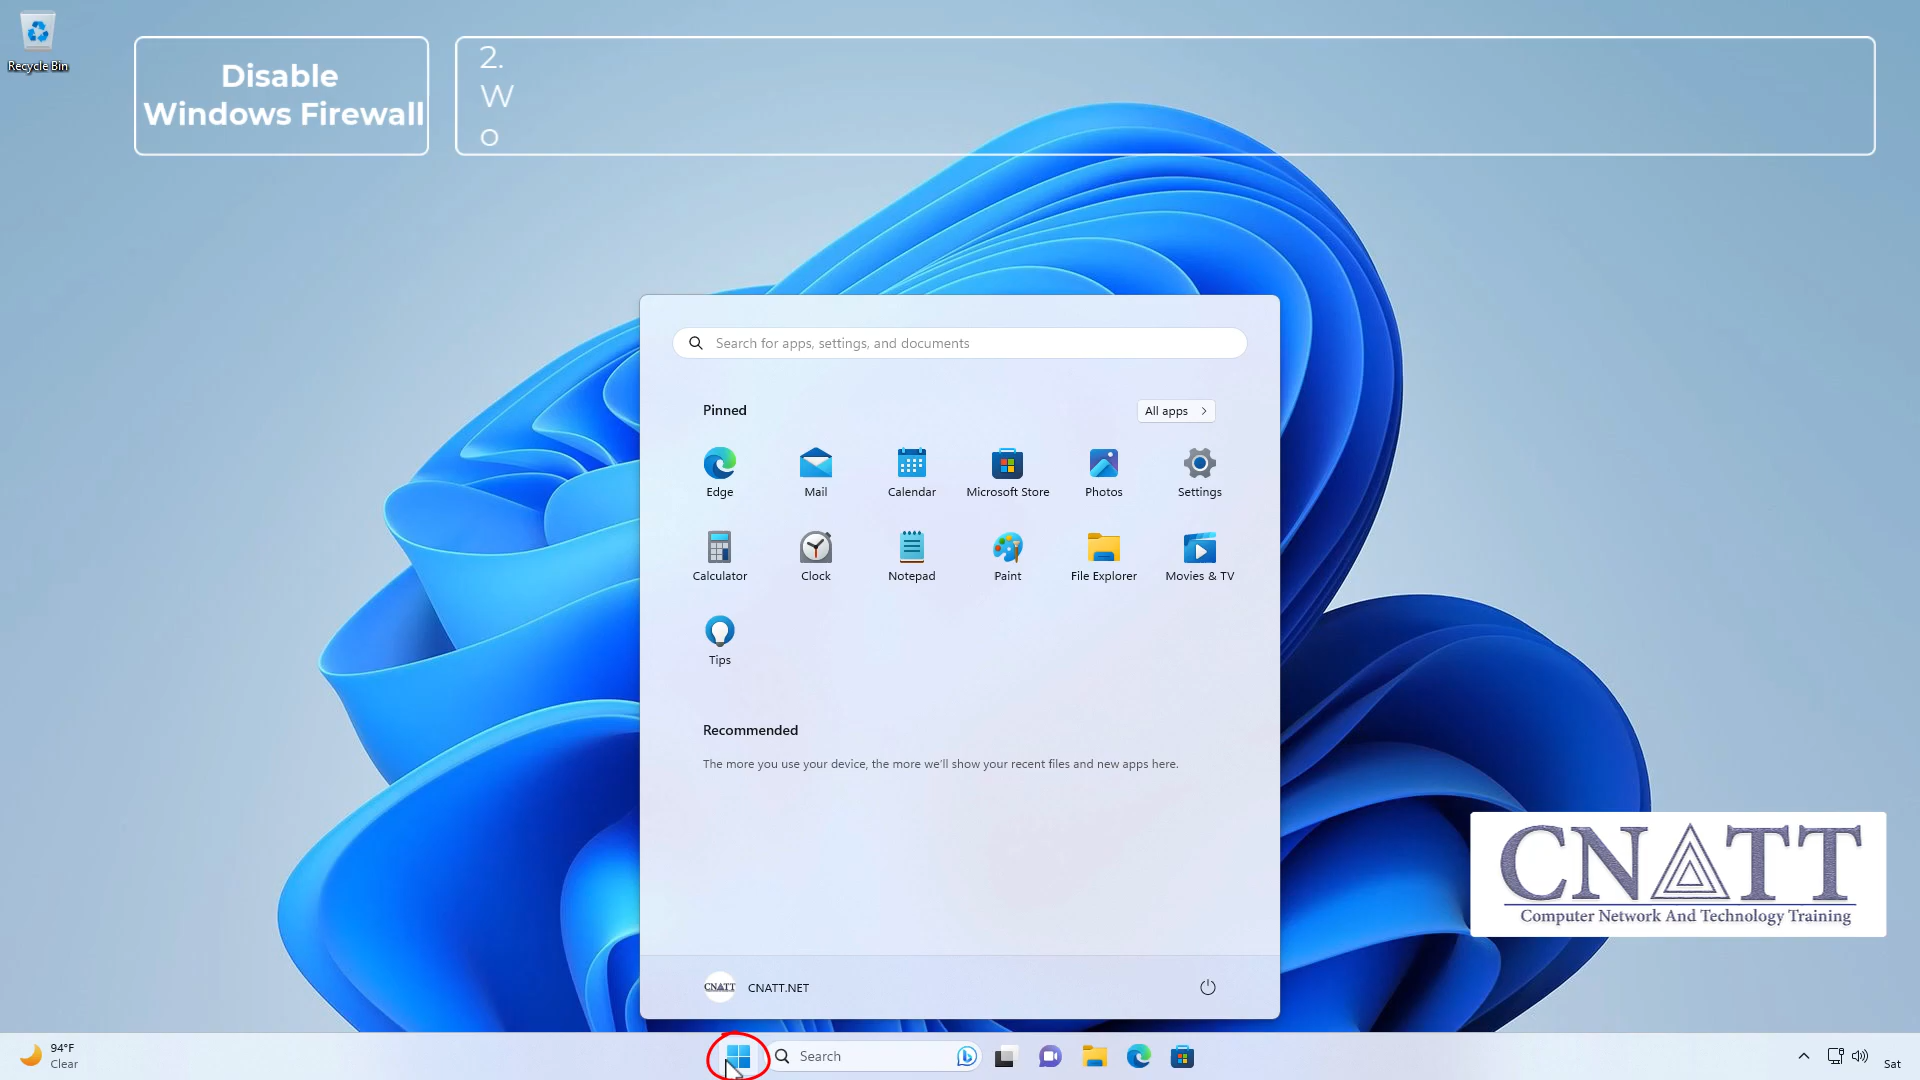 Recycle Bin
Disable
Windows Firewall
2.
W
o
Search for apps, settings, and documents
Pinned
All apps
Edge
Mail
Calendar
Microsoft Store
Photos
Settings
Calculator
Clock
Notepad
Paint
File Explorer
Movies & TV
Tips
Recommended
The more you use your device, the more we'll show your recent files and new apps here.
CNATT
Computer Network And Technology Training
CNATT
CNATT.NET
94°F
Clear
Search
Sat